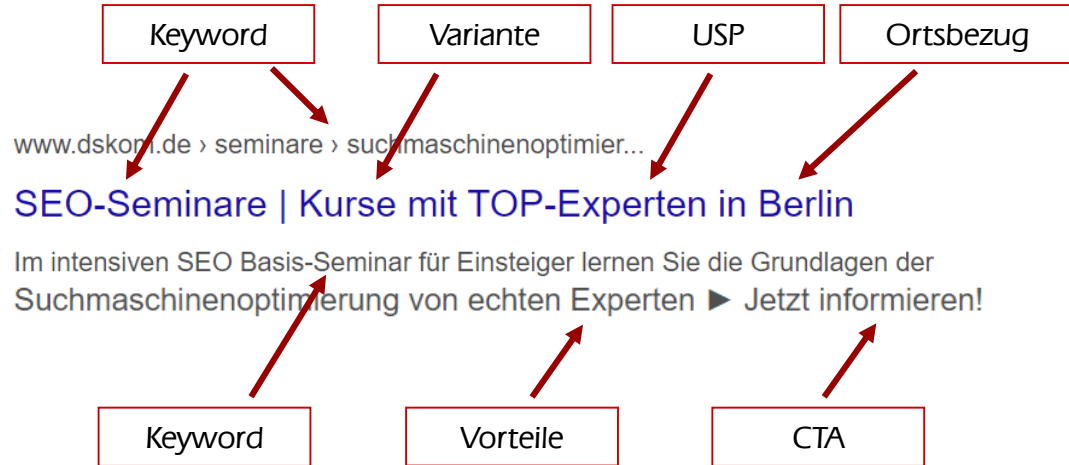 Keyword Variante USP Ortsbezug
www.dskom.de › seminare › suchmaschinenoptimier...
SEO-Seminare | Kurse mit TOP-Experten in Berlin
Im intensiven SEO Basis-Seminar für Einsteiger lernen Sie die Grundlagen der
Suchmaschinenoptimierung von echten Experten ► Jetzt informieren!
Keyword Vorteile CTA